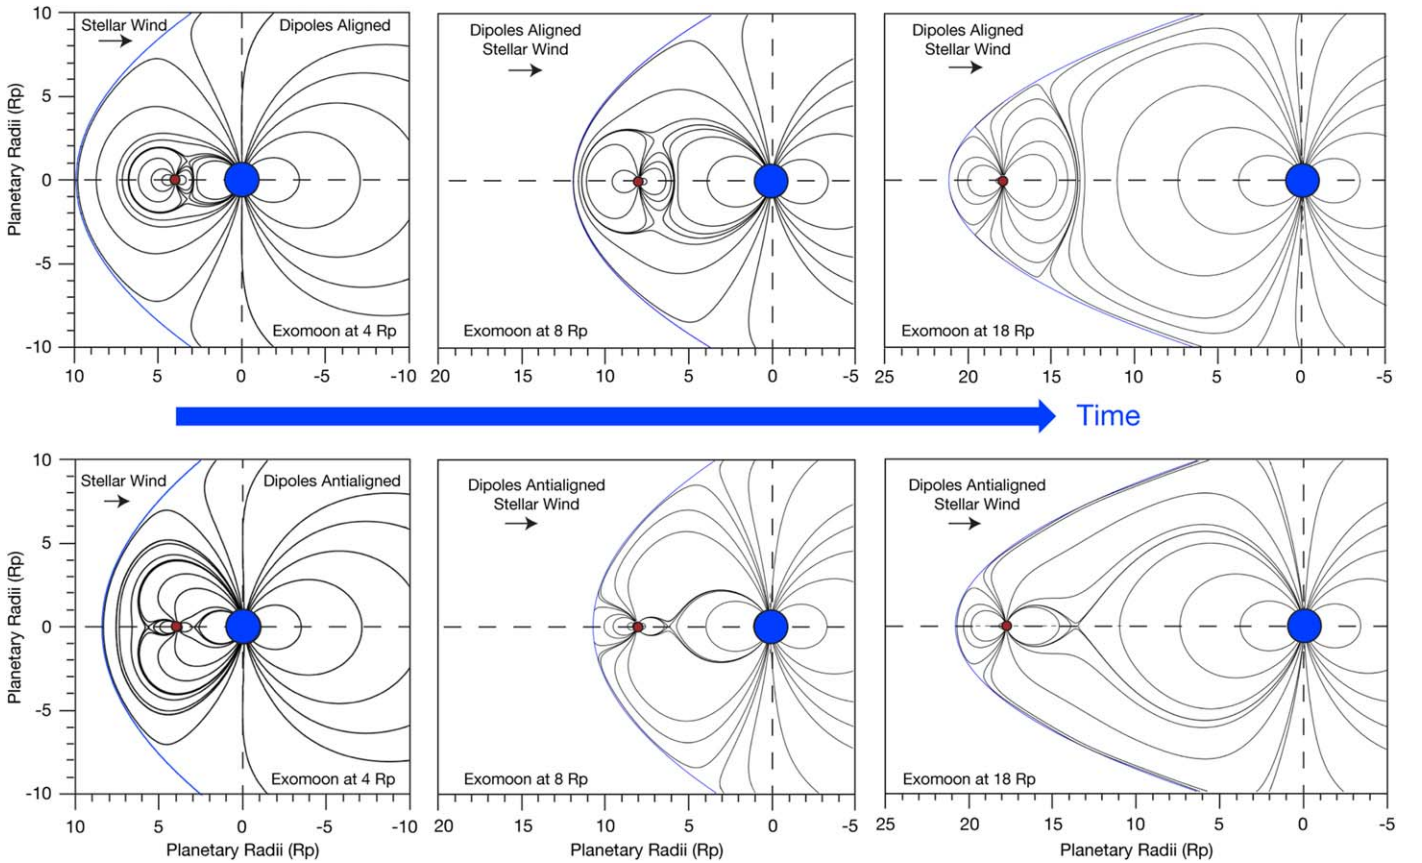 Stellar Wind
Dipoles Aligned
Exomoon at 4 Rp
Planetary Radii (Rp)
10
5
0
-5
-10
10 5 0 -5 -10
Dipoles Aligned
Stellar Wind
Exomoon at 8 Rp
20 15 10 5 0 -5
Dipoles Aligned
Stellar Wind
Exomoon at 18 Rp
25 20 15 10 5 0 -5
Time
Stellar Wind
Dipoles Antialigned
Exomoon at 4 Rp
Planetary Radii (Rp)
10
5
0
-5
-10
10 5 0 -5 -10
Planetary Radii (Rp)
Dipoles Antialigned
Stellar Wind
Exomoon at 8 Rp
20 15 10 5 0 -5
Planetary Radii (Rp)
Dipoles Antialigned
Stellar Wind
Exomoon at 18 Rp
25 20 15 10 5 0 -5
Planetary Radii (Rp)